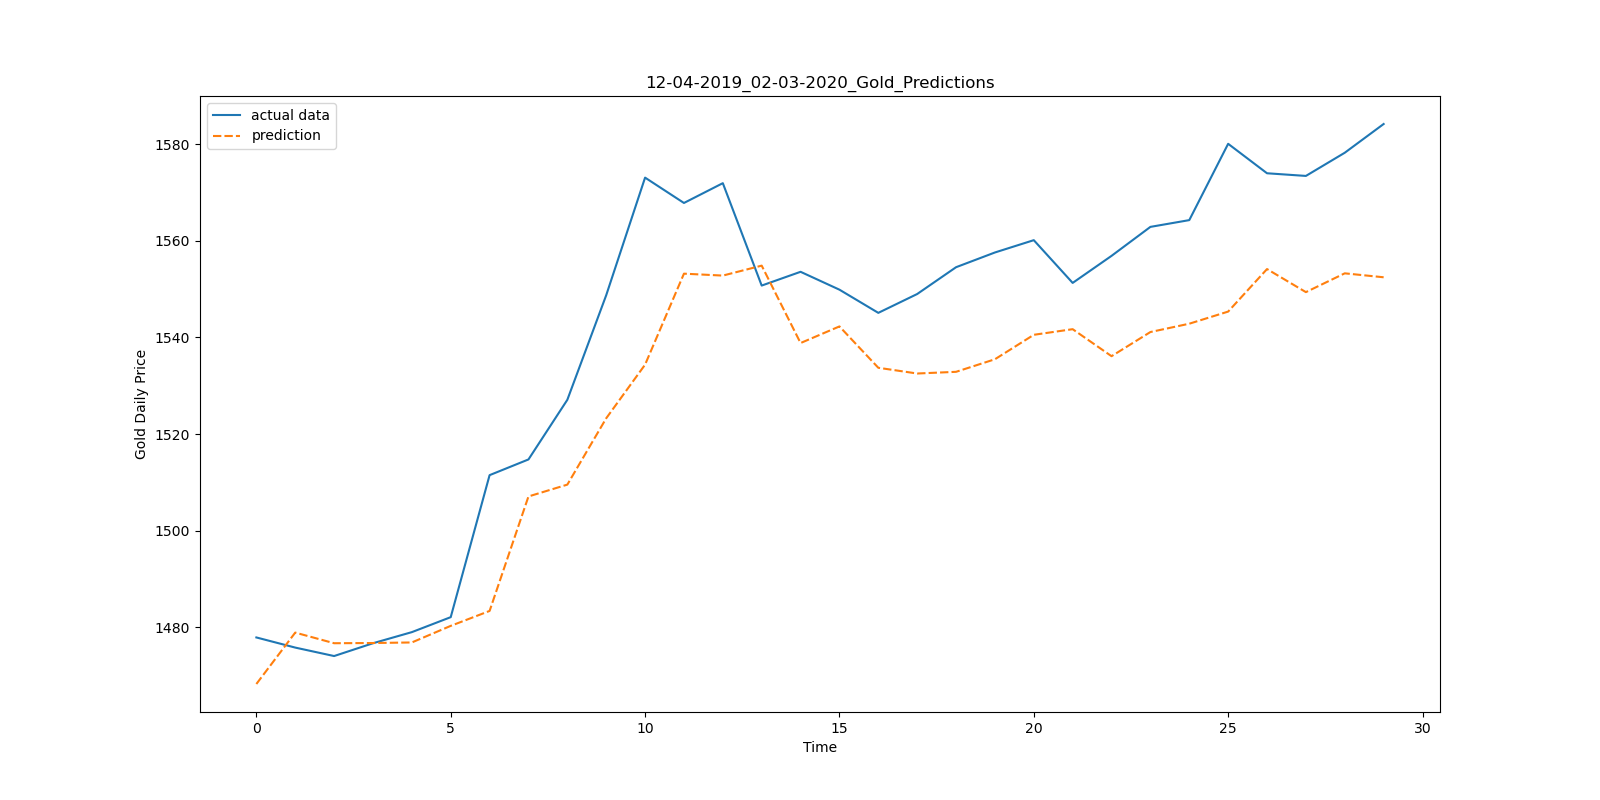 12-04-2019_02-03-2020_Gold_Predictions
actual data
prediction
1580
1560
1540
1520
1500
1480
Gold Daily Price
0 5 10 15 20 25 30
Time